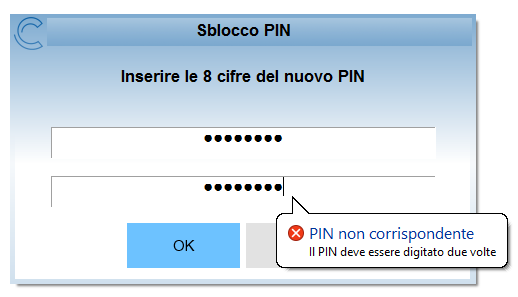 Sblocco PIN
Inserire le 8 cifre del nuovo PIN
●●●●●●●●
●●●●●●●●
OK
PIN non corrispondente
Il PIN deve essere digitato due volte